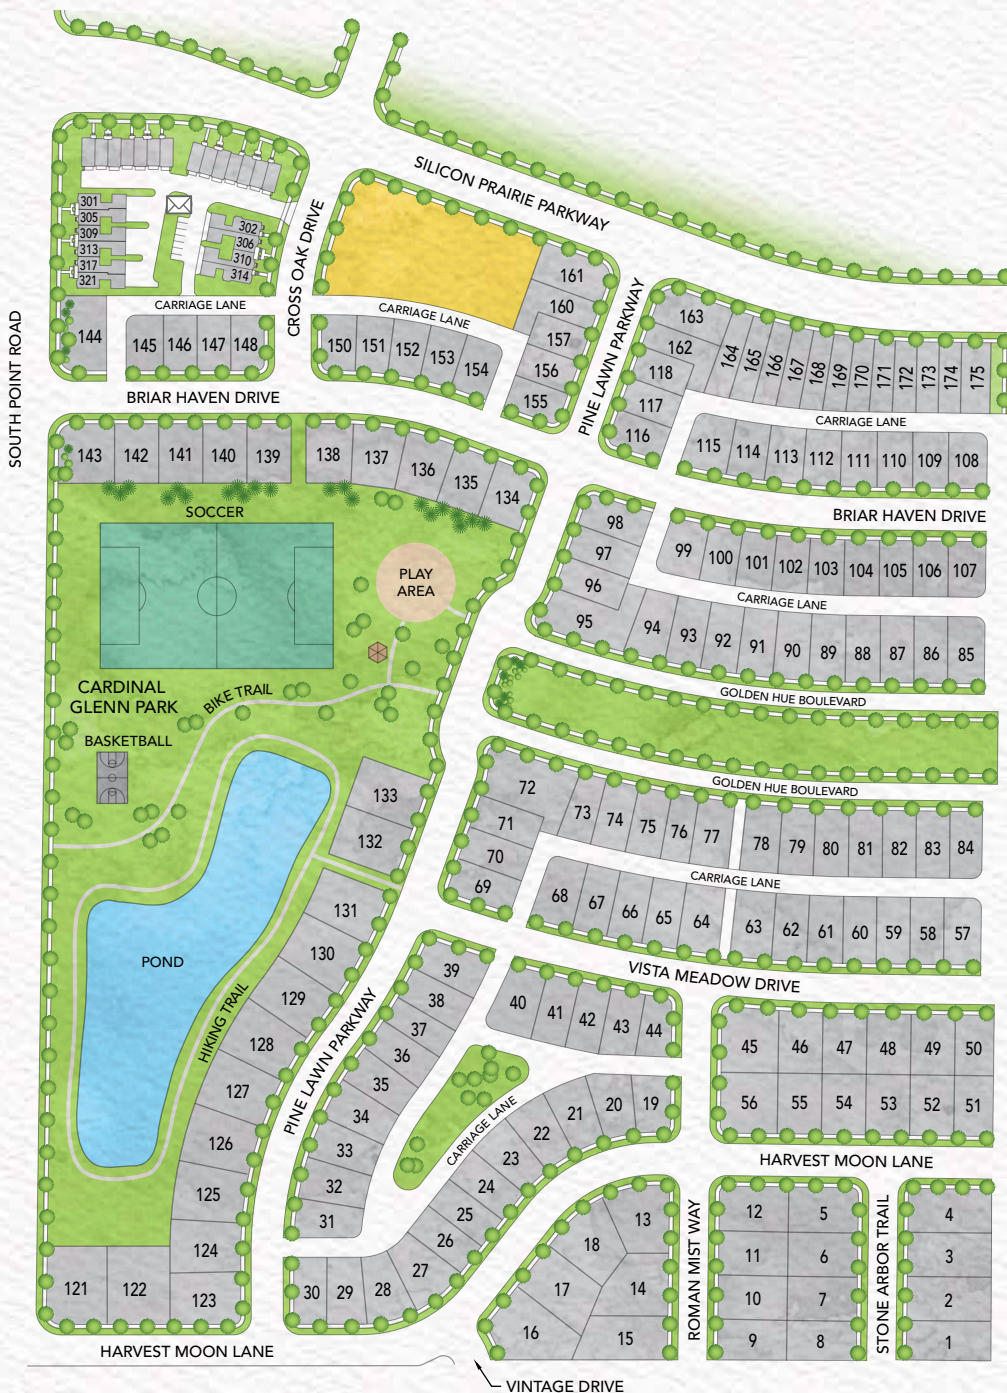 SILICON PRAIRIE PARKWAY
CROSS OAK DRIVE
PINE LAWN PARKWAY
SOUTH POINT ROAD
301
305
309
313
317
321
302
306
310
314
CARRIAGE LANE
144
145 146 147 148
BRIAR HAVEN DRIVE
CARRIAGE LANE
150 151 152 153 154
161
160
157
156
155
163
162
118
117
116
164 165 166 167 168 169 170 171 172 173 174 175
CARRIAGE LANE
115 114 113 112 111 110 109 108
BRIAR HAVEN DRIVE
143 142 141 140 139 138 137 136 135 134
SOCCER
PLAY
AREA
CARDINAL
GLENN PARK
BIKE TRAIL
BASKETBALL
POND
HIKING TRAIL
98
97
96
95
99 100 101 102 103 104 105 106 107
CARRIAGE LANE
94 93 92 91 90 89 88 87 86 85
GOLDEN HUE BOULEVARD
GOLDEN HUE BOULEVARD
72
71
70
69
73 74 75 76 77 78 79 80 81 82 83 84
CARRIAGE LANE
68 67 66 65 64 63 62 61 60 59 58 57
VISTA MEADOW DRIVE
133
132
131
130
129
128
127
126
125
124
123
121 122
HARVEST MOON LANE
PINE LAWN PARKWAY
39
38
37
36
35
34
33
32
31
40 41 42 43 44
CARRIAGE LANE
19
20
21
22
23
24
25
26
27
28
29
30
45 46 47 48 49 50
56 55 54 53 52 51
HARVEST MOON LANE
13
18
14
17
16
15
ROMAN MIST WAY
12 5
11 6
10 7
9 8
STONE ARBOR TRAIL
4
3
2
1
VINTAGE DRIVE